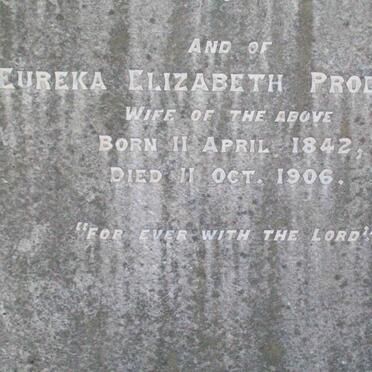 And of
Eureka Elizabeth
Wife of the above
Born 11 April 1842,
Died 11 Oct. 1906.
"For ever with the Lord"